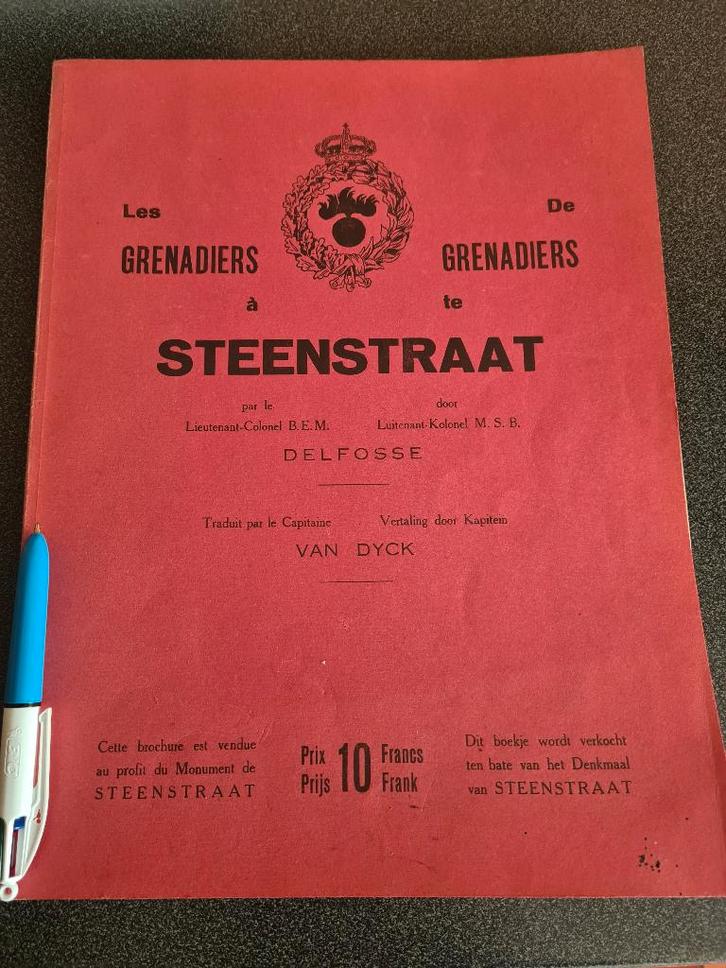 Les De
GRENADIERS GRENADIERS
à te
STEENSTRAAT
par le door
Lieutenant-Colonel B.E.M. Luitenant-Kolonel M. S. B.
DELFOSSE
Traduit par le Capitaine Vertaling door Kapitein
VAN DYCK
Cette brochure est vendue
au profit du Monument de
STEENSTRAAT
Prix 10 Francs
Prijs Frank
Dit boekje wordt verkocht
ten bate van het Denkmaal
van STEENSTRAAT
BIC